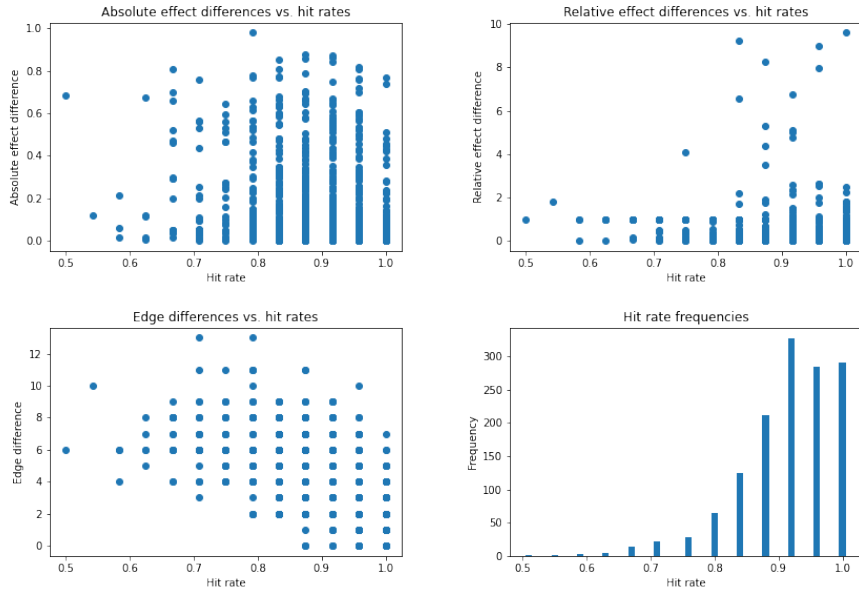 Absolute effect differences vs. hit rates
1.0
0.8
0.6
0.4
0.2
0.0
Absolute effect difference
0.5 0.6 0.7 0.8 0.9 1.0
Hit rate
Relative effect differences vs. hit rates
10
8
6
4
2
0
Relative effect difference
0.5 0.6 0.7 0.8 0.9 1.0
Hit rate
Edge differences vs. hit rates
12
10
8
6
4
2
0
Edge difference
0.5 0.6 0.7 0.8 0.9 1.0
Hit rate
Hit rate frequencies
300
250
200
150
100
50
0
Frequency
0.5 0.6 0.7 0.8 0.9 1.0
Hit rate